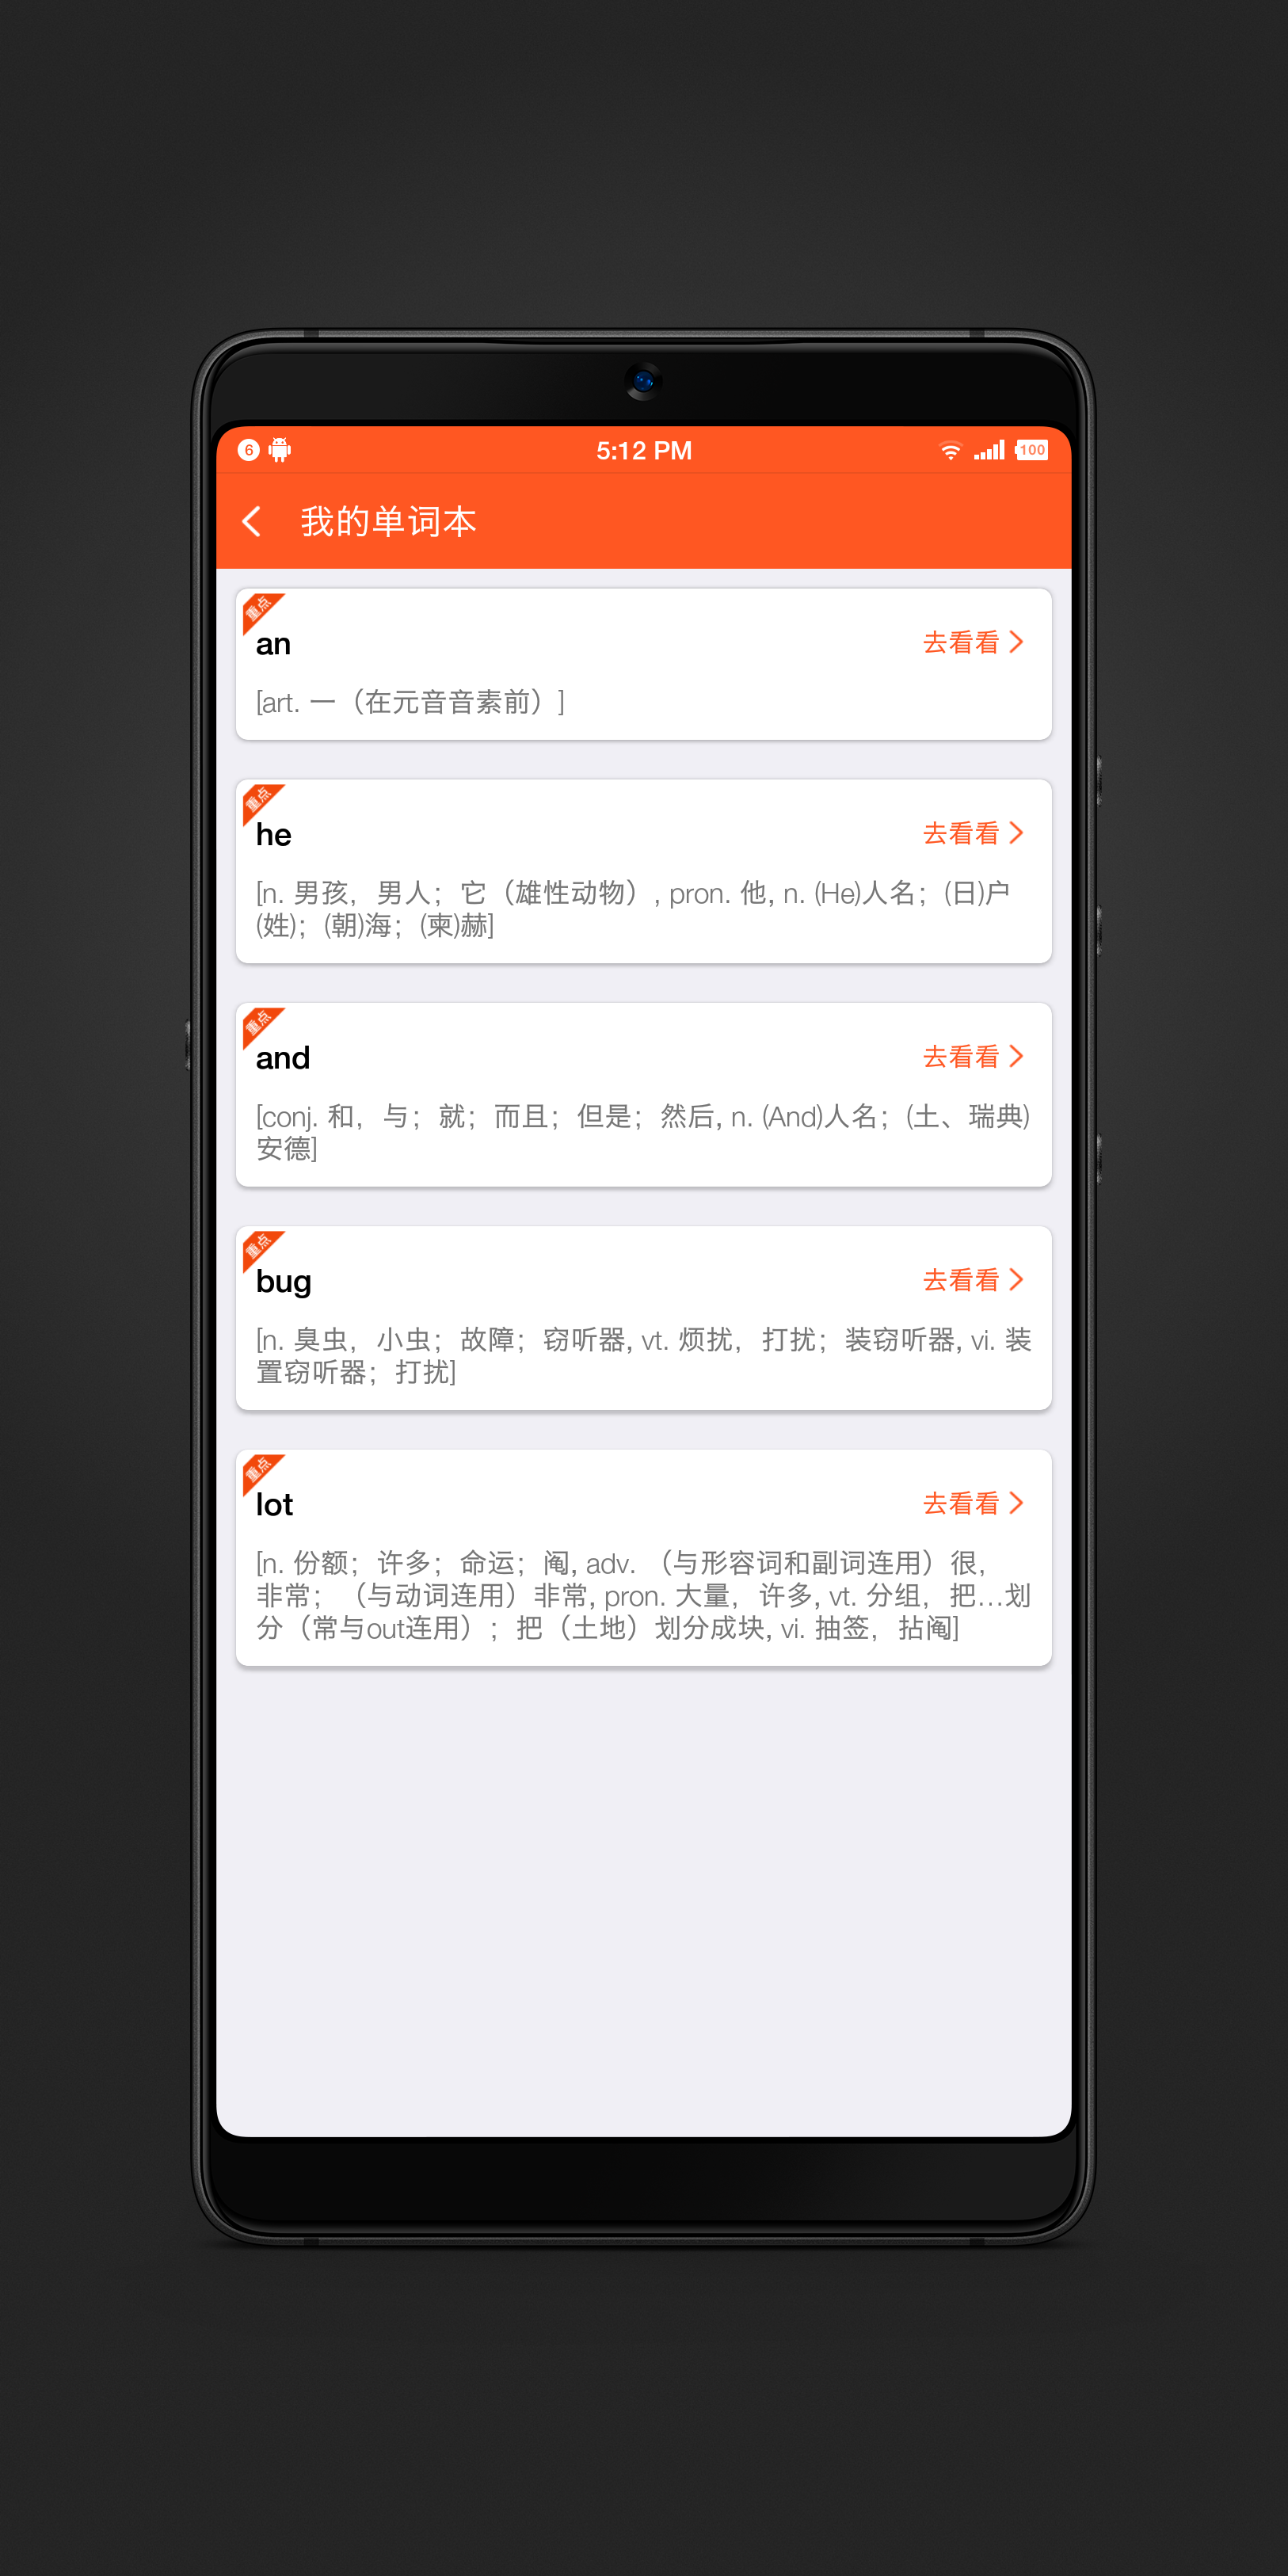 6
5:12 PM
100
我的单词本
重点
an
去看看
[art. 一（在元音音素前）]
重点
he
去看看
[n. 男孩，男人；它（雄性动物）, pron. 他, n. (He)人名；(日)户
(姓)；(朝)海；(柬)赫]
重点
and
去看看
[conj. 和，与；就；而且；但是；然后, n. (And)人名；(土、瑞典)
安德]
重点
bug
去看看
[n. 臭虫，小虫；故障；窃听器, vt. 烦扰，打扰；装窃听器, vi. 装
置窃听器；打扰]
重点
lot
去看看
[n. 份额；许多；命运；阄, adv. （与形容词和副词连用）很，
非常；（与动词连用）非常, pron. 大量，许多, vt. 分组，把…划
分（常与out连用）；把（土地）划分成块, vi. 抽签，拈阄]